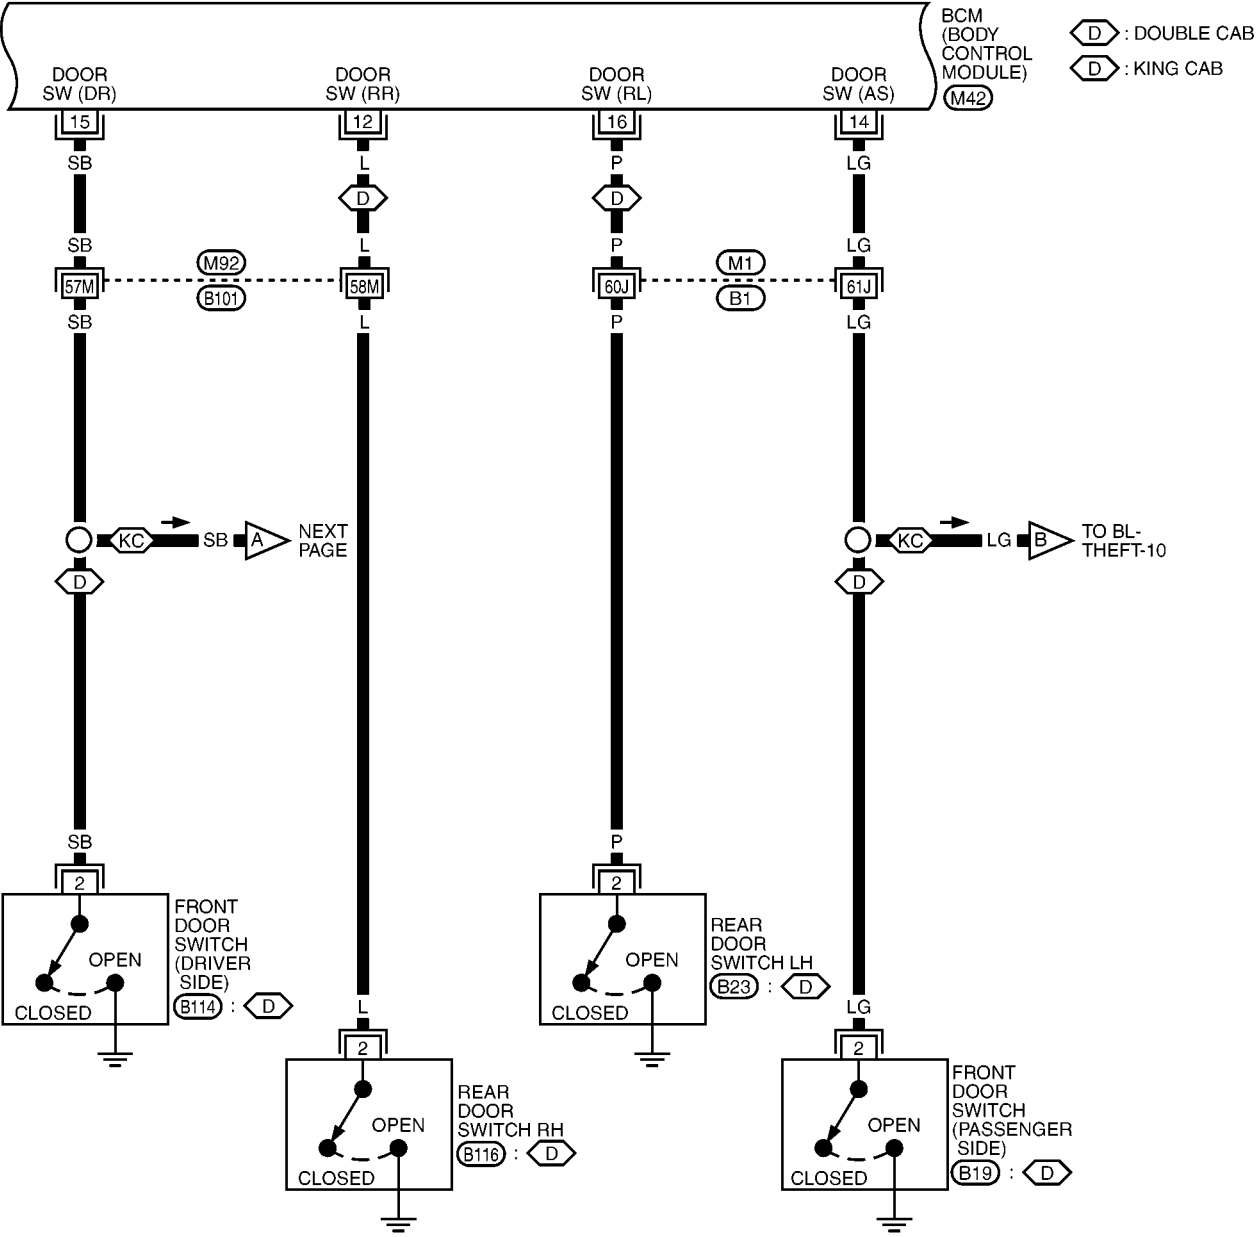 BCM
(BODY
CONTROL
MODULE)
M42
D : DOUBLE CAB
D : KING CAB
DOOR
SW (DR)
DOOR
SW (RR)
DOOR
SW (RL)
DOOR
SW (AS)
15
12
16
14
SB
L
P
LG
D
D
SB
L
P
LG
M92
M1
57M
58M
60J
61J
B101
B1
SB
L
P
LG
KC
SB
A
NEXT
PAGE
KC
LG
B
TO BL-
THEFT-10
D
D
SB
P
2
2
FRONT
DOOR
SWITCH
(DRIVER
SIDE)
B114 : D
OPEN
CLOSED
REAR
DOOR
SWITCH LH
B23 : D
OPEN
CLOSED
L
LG
2
2
REAR
DOOR
SWITCH RH
B116 : D
OPEN
CLOSED
FRONT
DOOR
SWITCH
(PASSENGER
SIDE)
B19 : D
OPEN
CLOSED